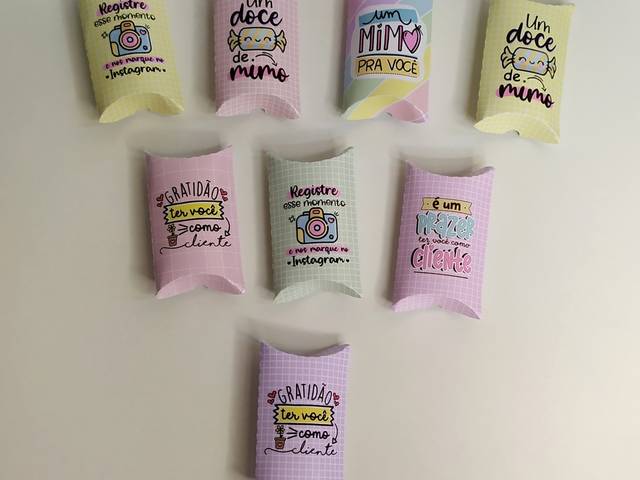 Registre
esse momento
e nos marque no
Instagram
Um
doce
de
mimo
um
MiMO
PRA VOCÊ
Um
doce
de
mimo
GRATIDÃO
ter você
como
cliente
Registre
esse momento
e nos marque no
Instagram
é um
PRAZER
ter você como
cliente
GRATIDÃO
ter você
como
cliente